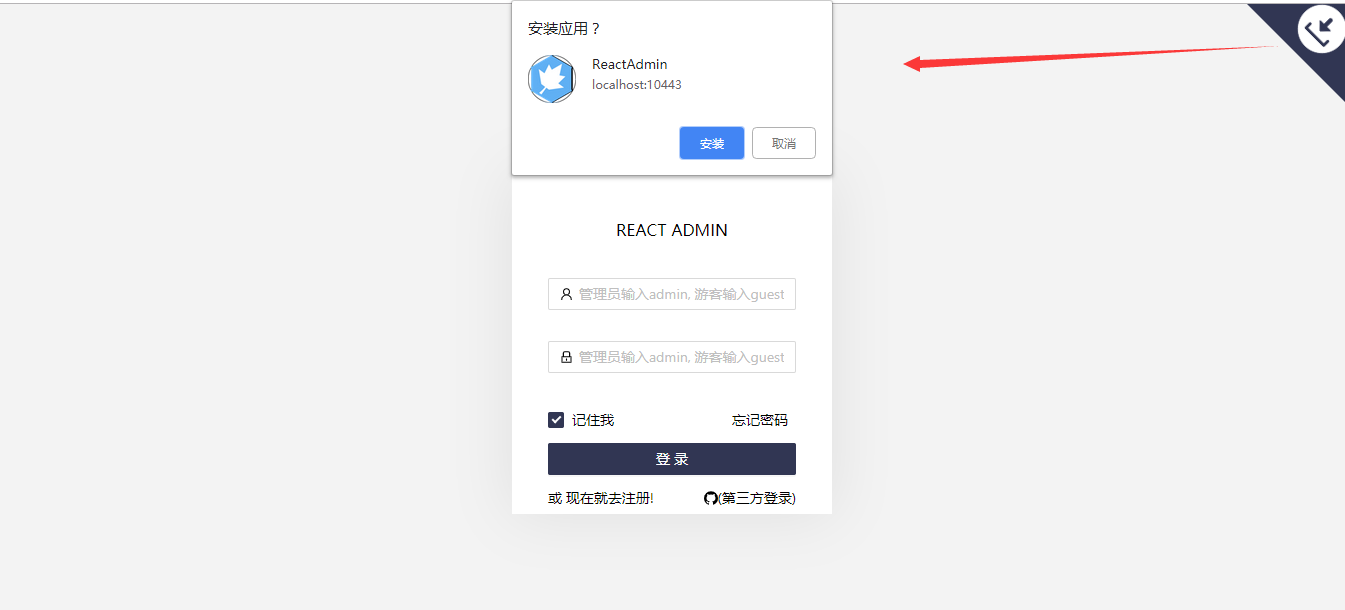 安装应用？
ReactAdmin
localhost:10443
安装 取消
REACT ADMIN
管理员输入admin, 游客输入guest
管理员输入admin, 游客输入guest
记住我 忘记密码
登 录
或 现在就去注册! (第三方登录)